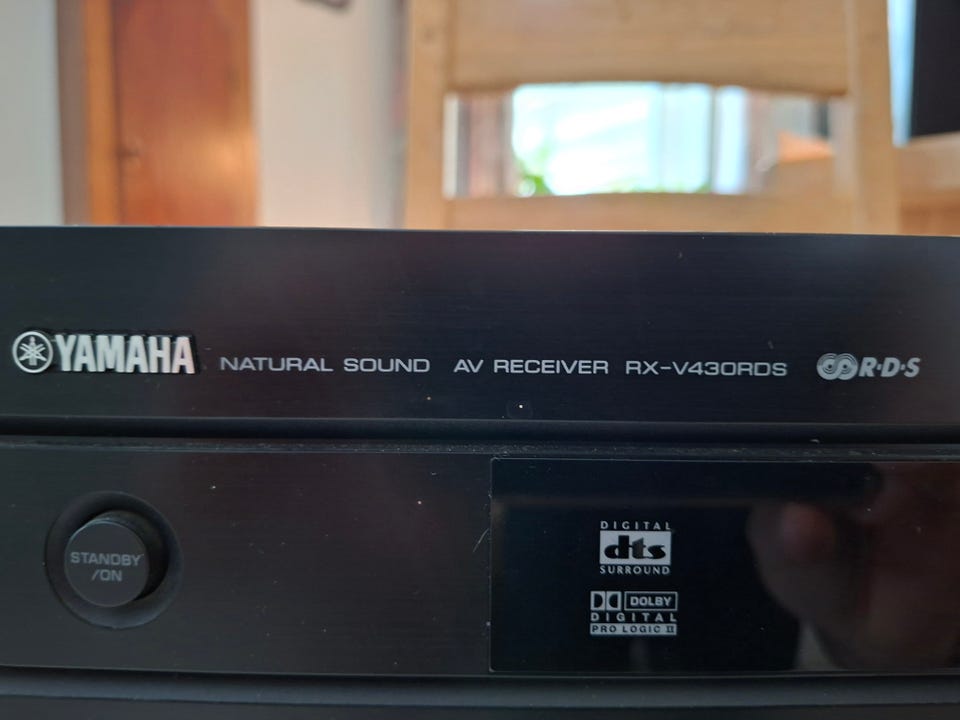 YAMAHA NATURAL SOUND AV RECEIVER RX-V430RDS R·D·S
STANDBY
/ON
DIGITAL
dts
SURROUND
DOLBY
DIGITAL
PRO LOGIC II